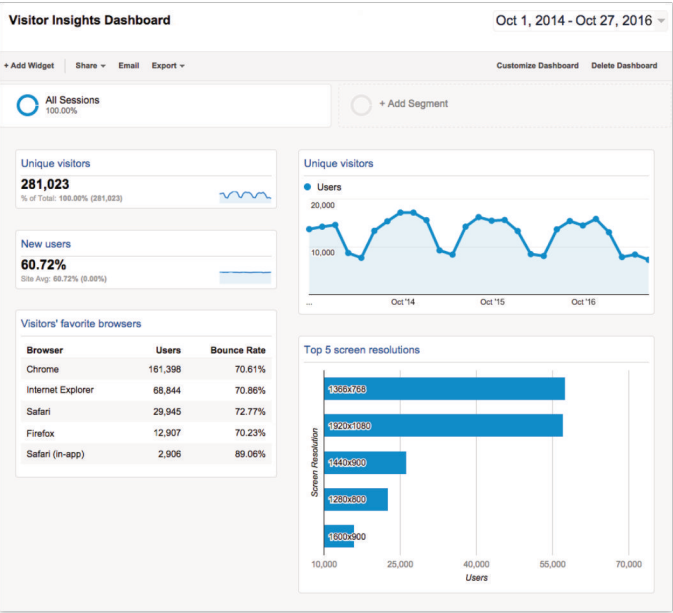 Visitor Insights Dashboard
Oct 1, 2014 - Oct 27, 2016
+ Add Widget Share Email Export
Customize Dashboard Delete Dashboard
All Sessions
100.00%
+ Add Segment
Unique visitors
281,023
% of Total: 100.00% (281,023)
New users
60.72%
Site Avg: 60.72% (0.00%)
Visitors' favorite browsers
Browser Users Bounce Rate
Chrome 161,398 70.61%
Internet Explorer 68,844 70.86%
Safari 29,945 72.77%
Firefox 12,907 70.23%
Safari (in-app) 2,906 89.06%
Unique visitors
Users
20,000
10,000
... Oct '14 Oct '15 Oct '16
Top 5 screen resolutions
Screen Resolution
1366x768
1920x1080
1440x900
1280x800
1600x900
10,000 25,000 40,000 55,000 70,000
Users